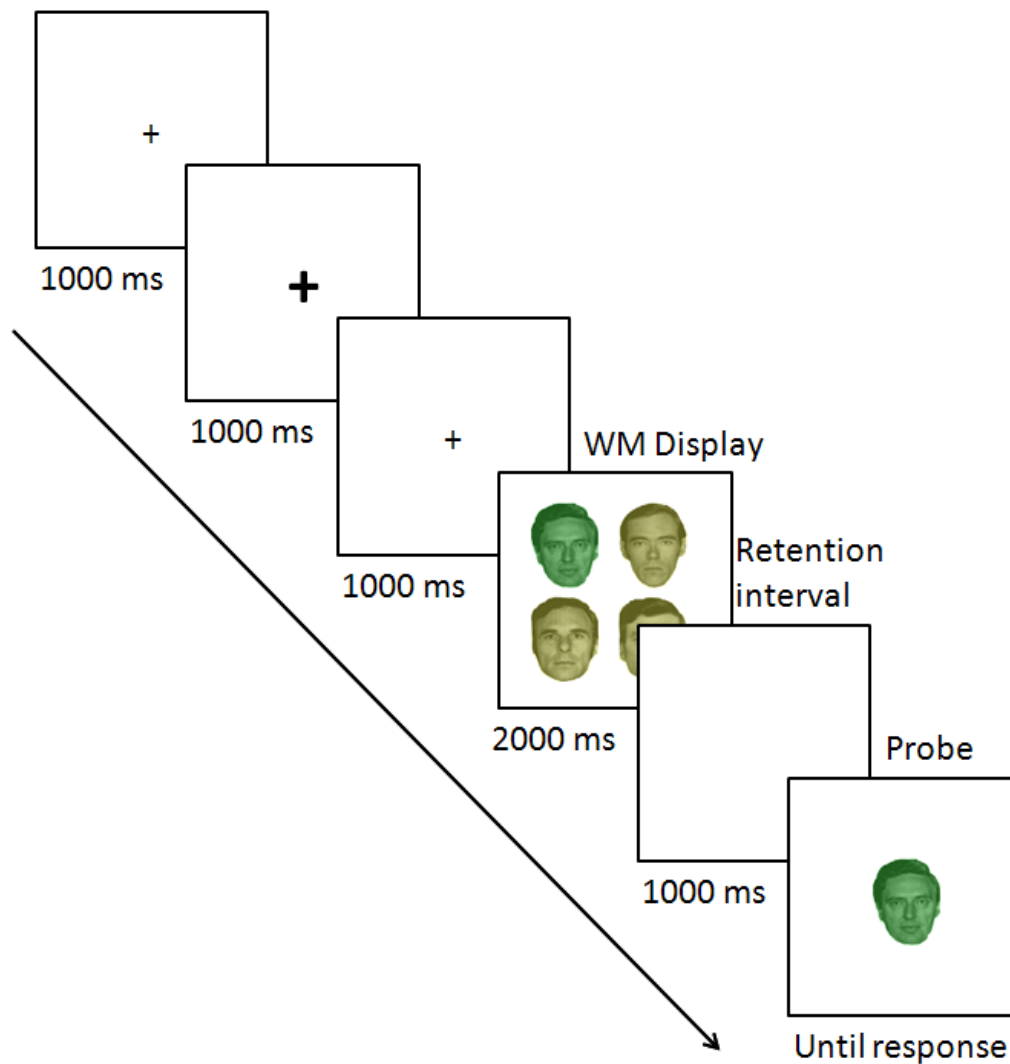 +
1000 ms
+
1000 ms
+
1000 ms
WM Display
2000 ms
Retention
interval
1000 ms
Probe
Until response